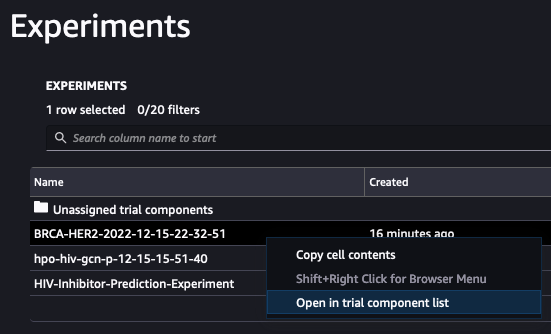 Experiments
EXPERIMENTS
1 row selected 0/20 filters
Search column name to start
Name Created
Unassigned trial components
BRCA-HER2-2022-12-15-22-32-51 16 minutes ago
hpo-hiv-gcn-p-12-15-15-51-40
HIV-Inhibitor-Prediction-Experiment
Copy cell contents
Shift+Right Click for Browser Menu
Open in trial component list